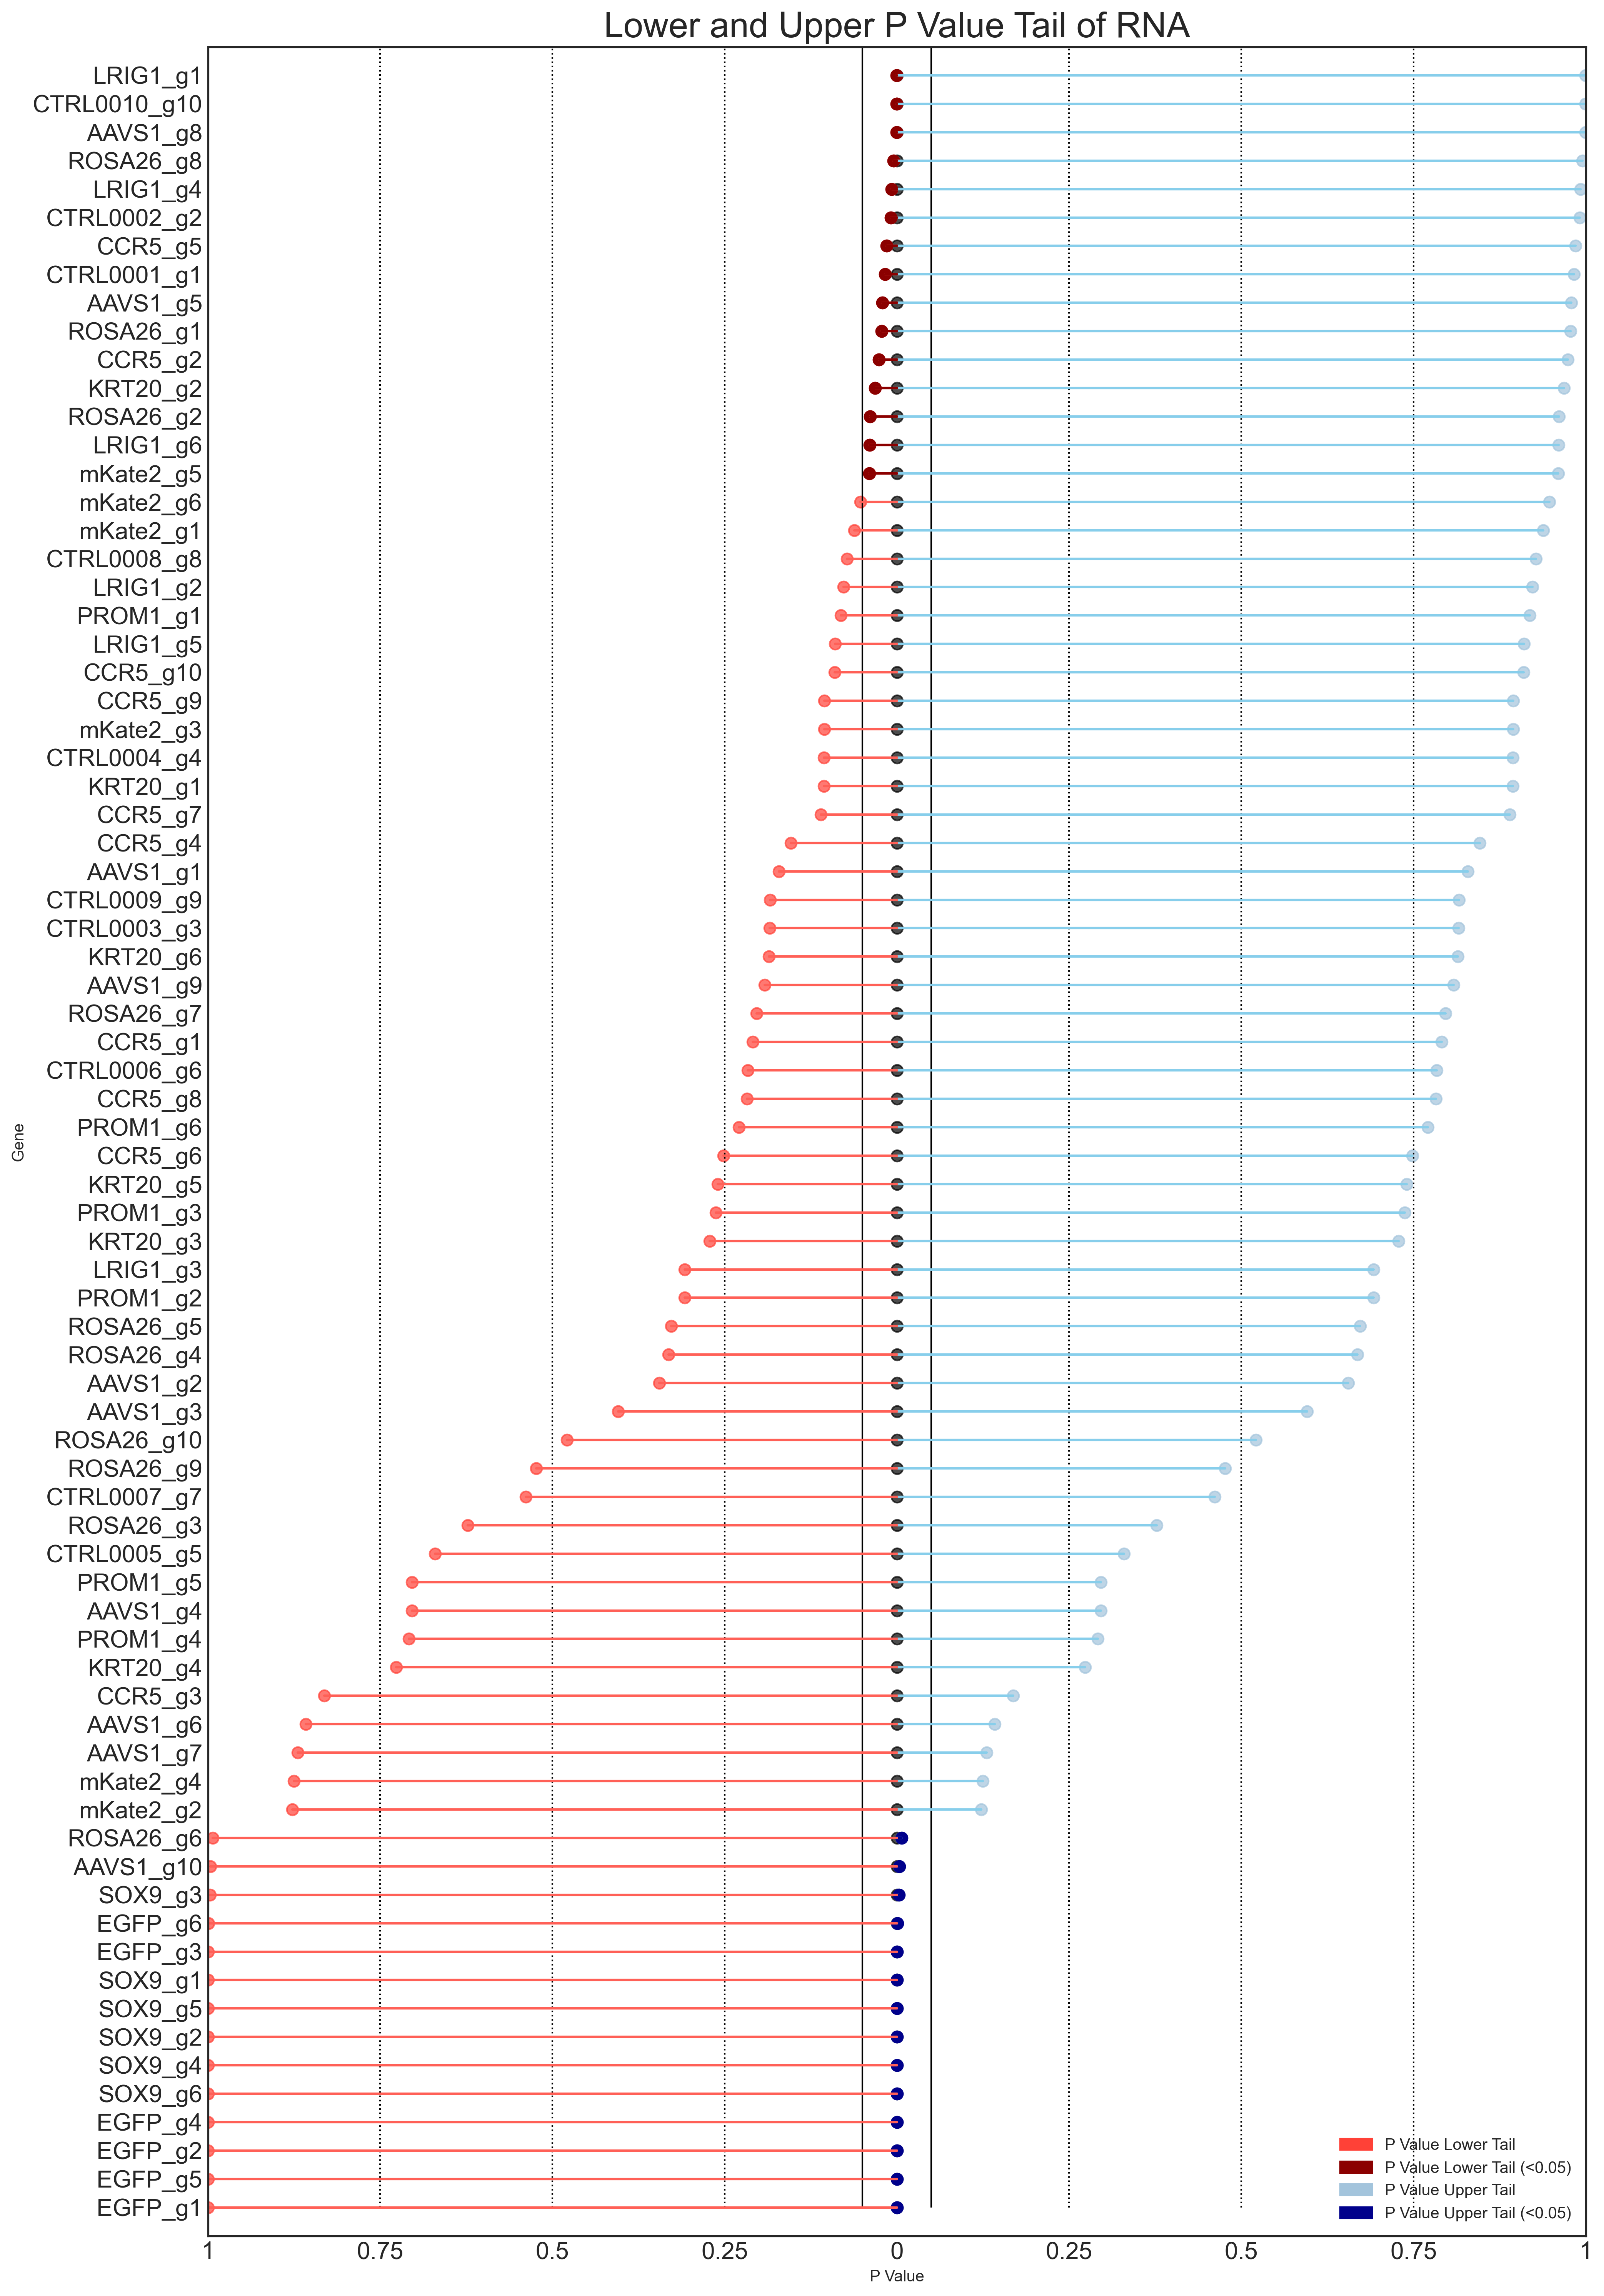 Lower and Upper P Value Tail of RNA
LRIG1_g1
CTRL0010_g10
AAVS1_g8
ROSA26_g8
LRIG1_g4
CTRL0002_g2
CCR5_g5
CTRL0001_g1
AAVS1_g5
ROSA26_g1
CCR5_g2
KRT20_g2
ROSA26_g2
LRIG1_g6
mKate2_g5
mKate2_g6
mKate2_g1
CTRL0008_g8
LRIG1_g2
PROM1_g1
LRIG1_g5
CCR5_g10
CCR5_g9
mKate2_g3
CTRL0004_g4
KRT20_g1
CCR5_g7
CCR5_g4
AAVS1_g1
CTRL0009_g9
CTRL0003_g3
KRT20_g6
AAVS1_g9
ROSA26_g7
CCR5_g1
CTRL0006_g6
CCR5_g8
PROM1_g6
CCR5_g6
KRT20_g5
PROM1_g3
KRT20_g3
LRIG1_g3
PROM1_g2
ROSA26_g5
ROSA26_g4
AAVS1_g2
AAVS1_g3
ROSA26_g10
ROSA26_g9
CTRL0007_g7
ROSA26_g3
CTRL0005_g5
PROM1_g5
AAVS1_g4
PROM1_g4
KRT20_g4
CCR5_g3
AAVS1_g6
AAVS1_g7
mKate2_g4
mKate2_g2
ROSA26_g6
AAVS1_g10
SOX9_g3
EGFP_g6
EGFP_g3
SOX9_g1
SOX9_g5
SOX9_g2
SOX9_g4
SOX9_g6
EGFP_g4
EGFP_g2
EGFP_g5
EGFP_g1
Gene
P Value Lower Tail
P Value Lower Tail (<0.05)
P Value Upper Tail
P Value Upper Tail (<0.05)
1 0.75 0.5 0.25 0 0.25 0.5 0.75 1
P Value